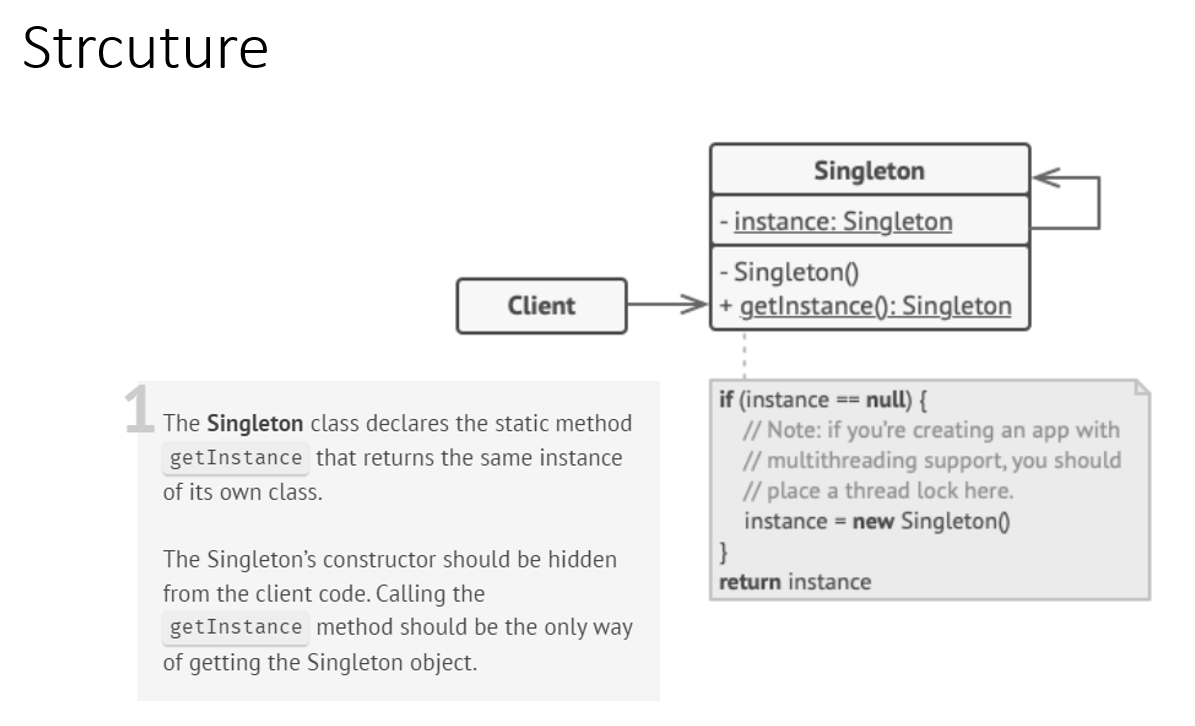 Strcuture
Singleton
- instance: Singleton
- Singleton()
+ getInstance(): Singleton
Client
1
The Singleton class declares the static method
getInstance that returns the same instance
of its own class.
The Singleton’s constructor should be hidden
from the client code. Calling the
getInstance method should be the only way
of getting the Singleton object.
if (instance == null) {
// Note: if you’re creating an app with
// multithreading support, you should
// place a thread lock here.
instance = new Singleton()
}
return instance